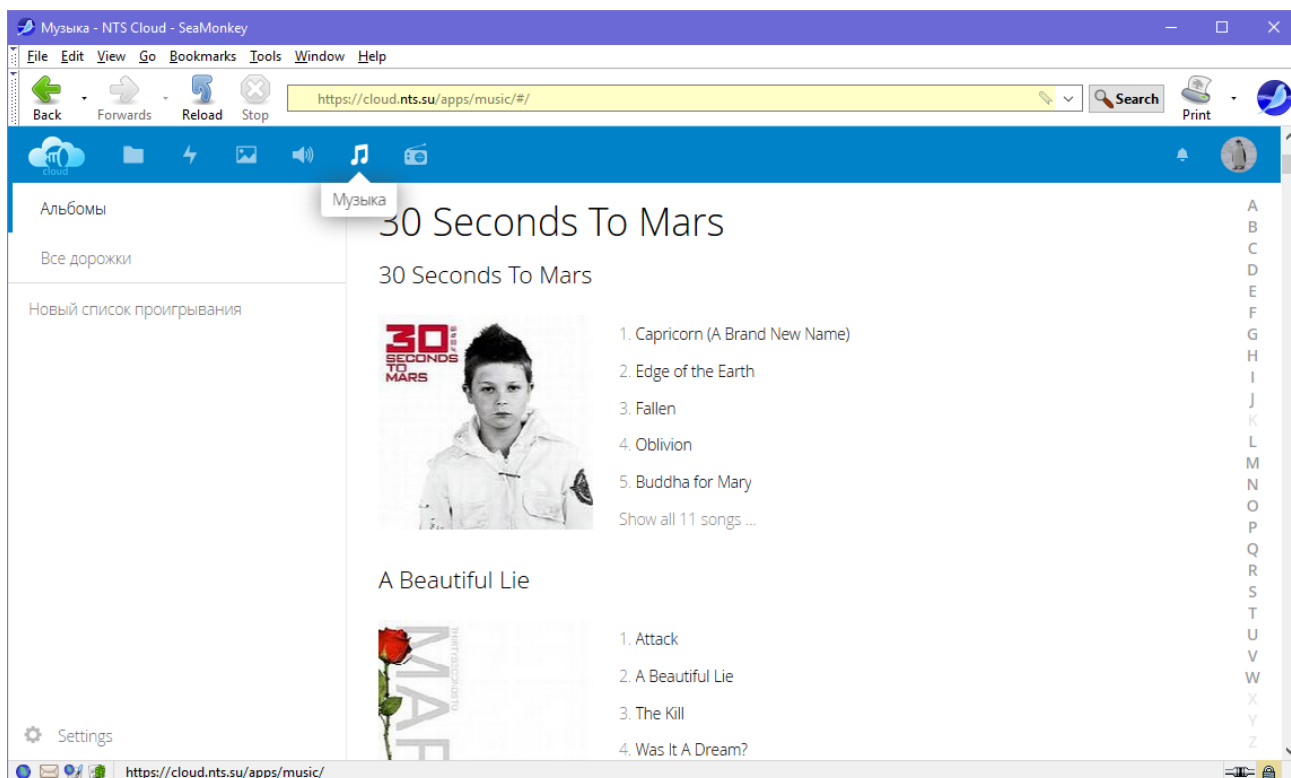 Музыка - NTS Cloud - SeaMonkey
File Edit View Go Bookmarks Tools Window Help
Back Forwards Reload Stop
https://cloud.nts.su/apps/music/#/
Search
Print
cloud
Музыка
Альбомы
Все дорожки
Новый список проигрывания
Settings
30 Seconds To Mars
30 Seconds To Mars
30
SECONDS
TO
MARS
1. Capricorn (A Brand New Name)
2. Edge of the Earth
3. Fallen
4. Oblivion
5. Buddha for Mary
Show all 11 songs ...
A Beautiful Lie
THIRTYSECONDSTO
MAR
1. Attack
2. A Beautiful Lie
3. The Kill
4. Was It A Dream?
A
B
C
D
E
F
G
H
I
J
K
L
M
N
O
P
Q
R
S
T
U
V
W
X
Y
Z
https://cloud.nts.su/apps/music/